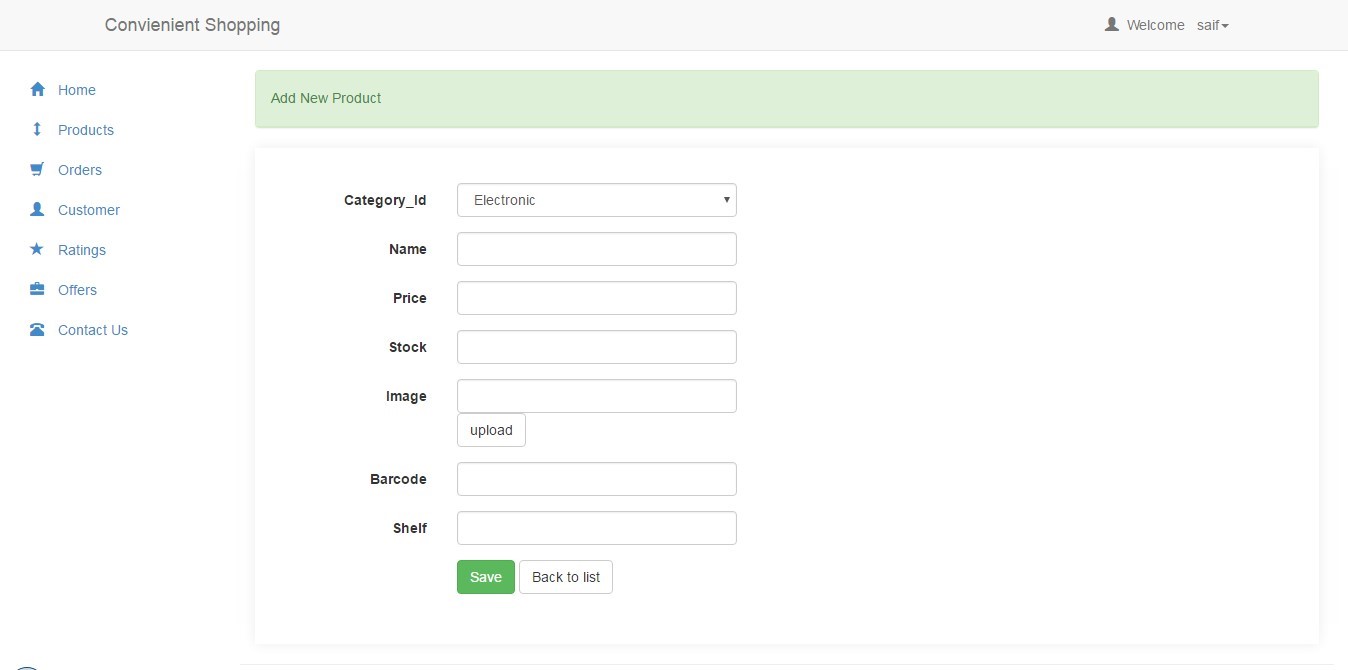 Convienient Shopping
Welcome saif
Home
Products
Orders
Customer
Ratings
Offers
Contact Us
Add New Product
Category_Id
Electronic
Name
Price
Stock
Image
upload
Barcode
Shelf
Save
Back to list